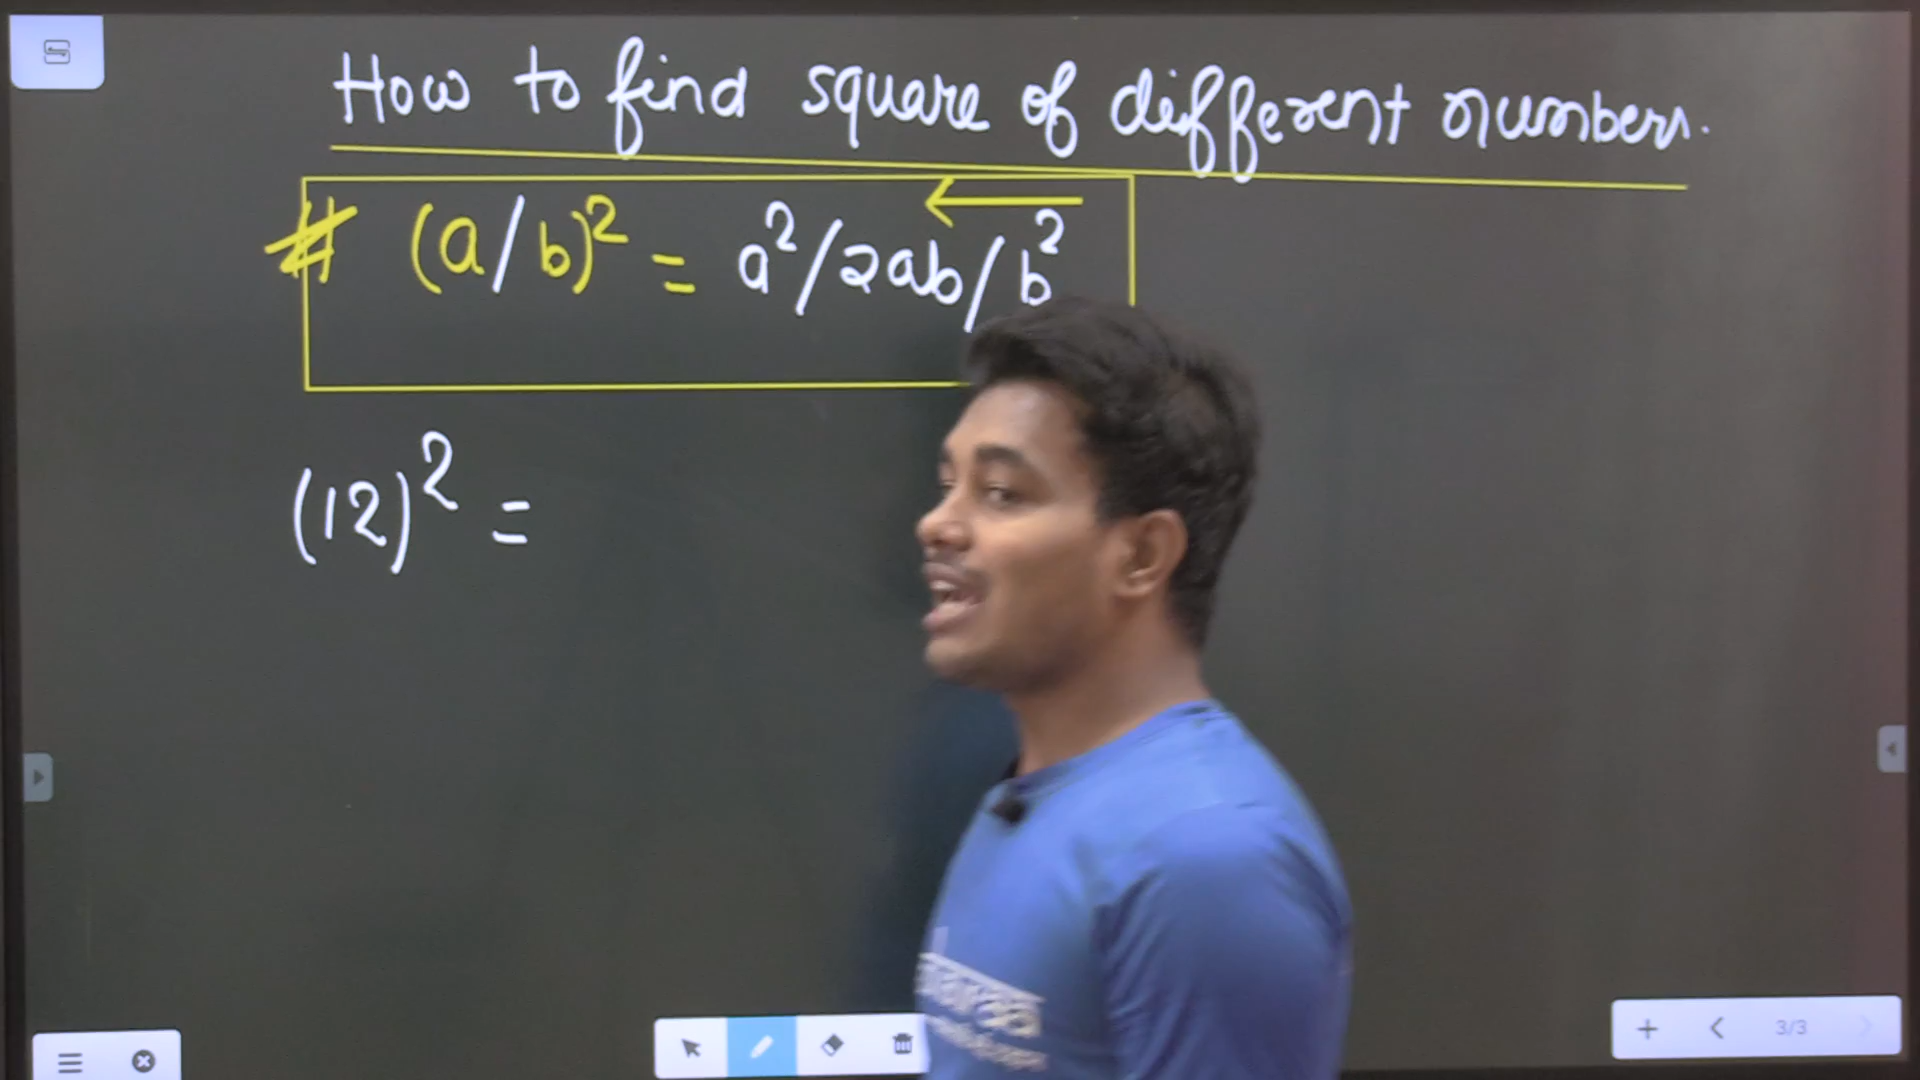 How to find square of different numbers.
# (a/b)² = a²/2ab/b²
(12)² =
3/3